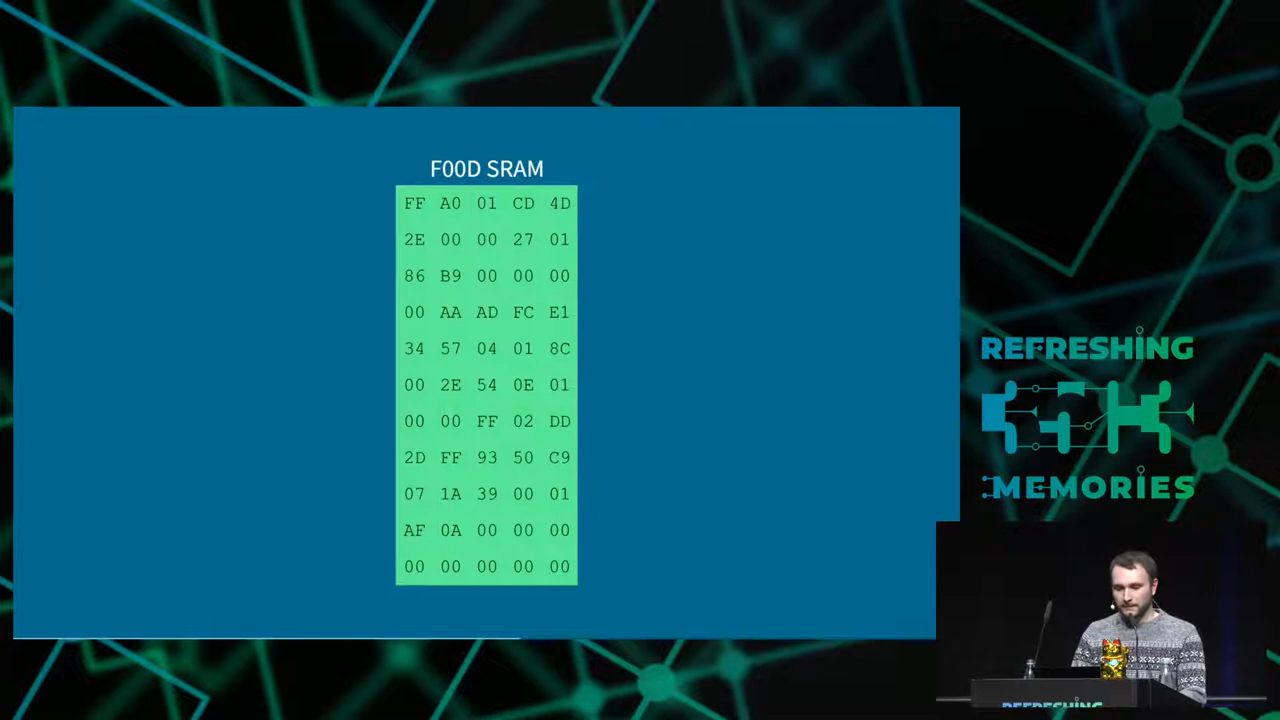 F00D SRAM
FF A0 01 CD 4D
2E 00 00 27 01
86 B9 00 00 00
00 AA AD FC E1
34 57 04 01 8C
00 2E 54 0E 01
00 00 FF 02 DD
2D FF 93 50 C9
07 1A 39 00 01
AF 0A 00 00 00
00 00 00 00 00
REFRESHING
MEMORIES
REFRESHING